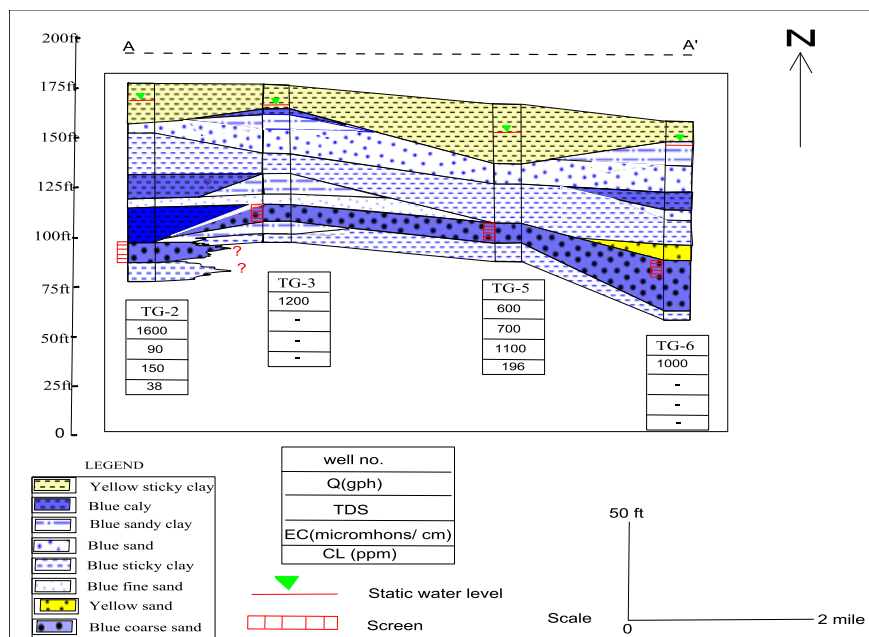 200ft
A
A'
N
175ft
150ft
125ft
100ft
75ft
50ft
25ft
0
?
?
TG-2
1600
90
150
38
TG-3
1200
-
-
-
TG-5
600
700
1100
196
TG-6
1000
-
-
-
LEGEND
Yellow sticky clay
Blue caly
Blue sandy clay
Blue sand
Blue sticky clay
Blue fine sand
Yellow sand
Blue coarse sand
well no.
Q(gph)
TDS
EC(micromhons/ cm)
CL (ppm)
Static water level
Screen
50 ft
Scale
0
2 mile